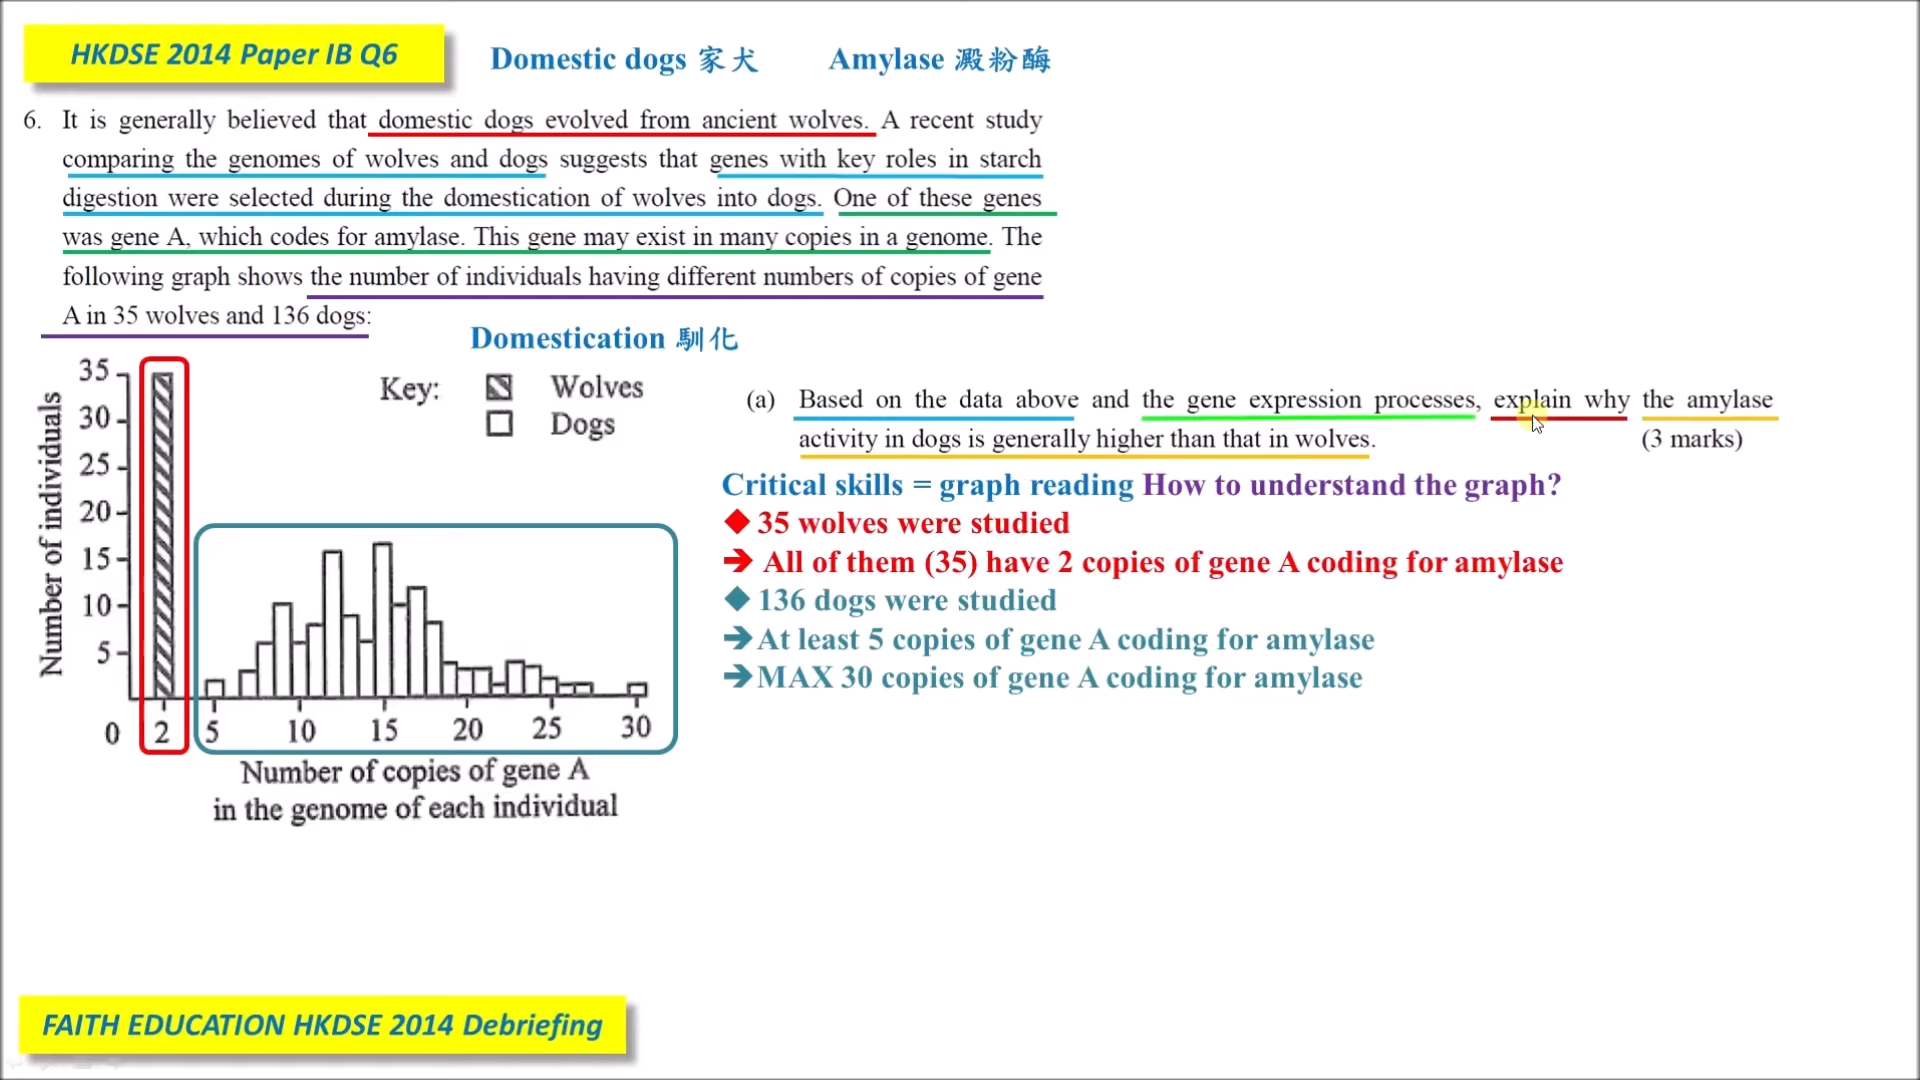 HKDSE 2014 Paper IB Q6
Domestic dogs 家犬 Amylase 澱粉酶
6. It is generally believed that domestic dogs evolved from ancient wolves. A recent study
comparing the genomes of wolves and dogs suggests that genes with key roles in starch
digestion were selected during the domestication of wolves into dogs. One of these genes
was gene A, which codes for amylase. This gene may exist in many copies in a genome. The
following graph shows the number of individuals having different numbers of copies of gene
A in 35 wolves and 136 dogs:
Domestication 馴化
Number of individuals
35
30
25
20
15
10
5
0 2 5 10 15 20 25 30
Key: Wolves
Dogs
Number of copies of gene A
in the genome of each individual
(a) Based on the data above and the gene expression processes, explain why the amylase
activity in dogs is generally higher than that in wolves. (3 marks)
Critical skills = graph reading How to understand the graph?
◆ 35 wolves were studied
➔ All of them (35) have 2 copies of gene A coding for amylase
◆ 136 dogs were studied
➔ At least 5 copies of gene A coding for amylase
➔ MAX 30 copies of gene A coding for amylase
FAITH EDUCATION HKDSE 2014 Debriefing